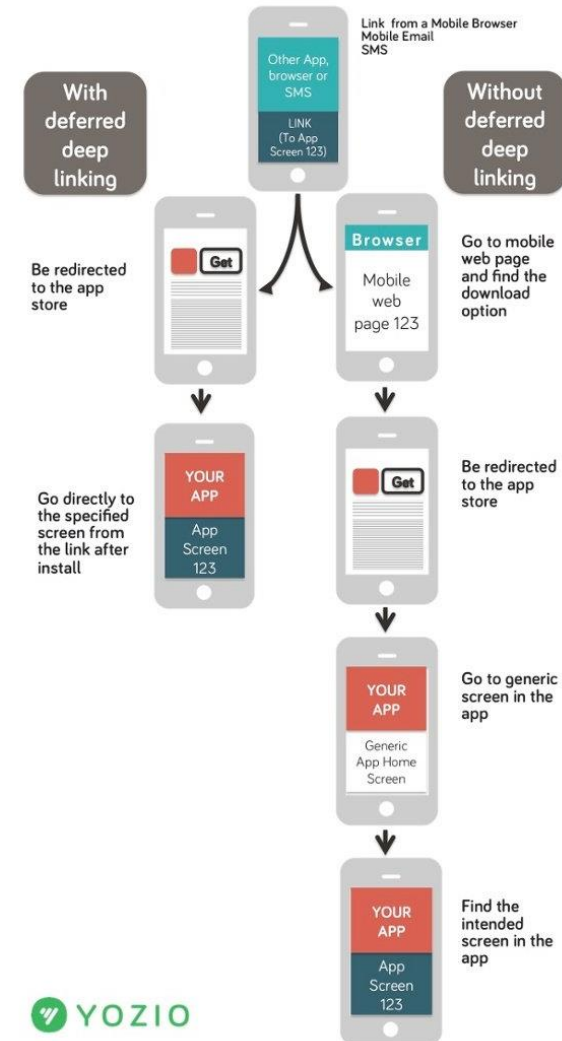 Link from a Mobile Browser
Mobile Email
SMS
Other App,
browser or
SMS
LINK
(To App
Screen 123)
With
deferred
deep
linking
Without
deferred
deep
linking
Be redirected
to the app
store
Get
Browser
Mobile
web
page 123
Go to mobile
web page
and find the
download
option
Go directly to
the specified
screen from
the link after
install
YOUR
APP
App
Screen
123
Get
Be redirected
to the app
store
YOUR
APP
Generic
App Home
Screen
Go to generic
screen in the
app
YOUR
APP
App
Screen
123
Find the
intended
screen in the
app
YOZIO